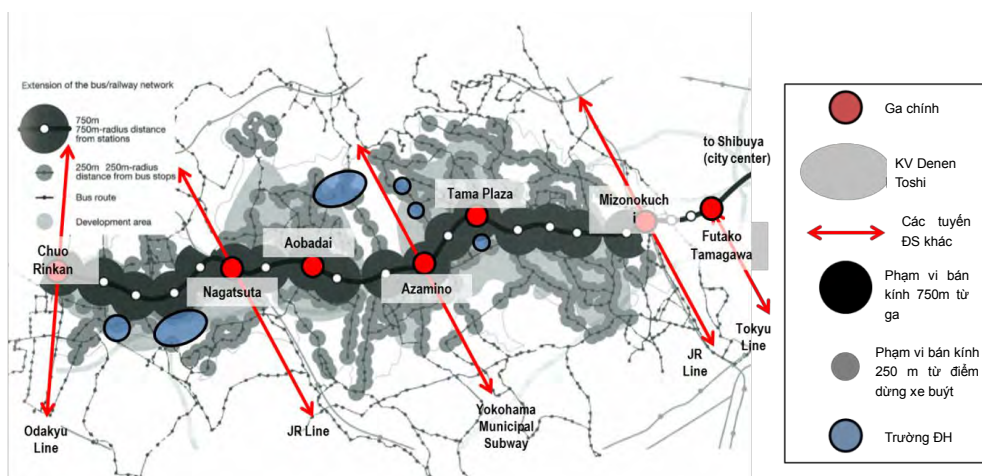 Extension of the bus/railway network
750m
750m-radius distance
from stations
250m 250m-radius
distance from bus stops
Bus route
Development area
Chuo
Rinkan
Nagatsuta
Aobadai
Azamino
Tama Plaza
Mizonokuch
i
to Shibuya
(city center)
Futako
Tamagawa
Tokyu
Line
JR
Line
Yokohama
Municipal
Subway
JR Line
Odakyu
Line
Ga chính
KV Denen
Toshi
Các tuyến
ĐS khác
Phạm vi bán
kính 750m từ
ga
Phạm vi bán kính
250 m từ điểm
dừng xe buýt
Trường ĐH